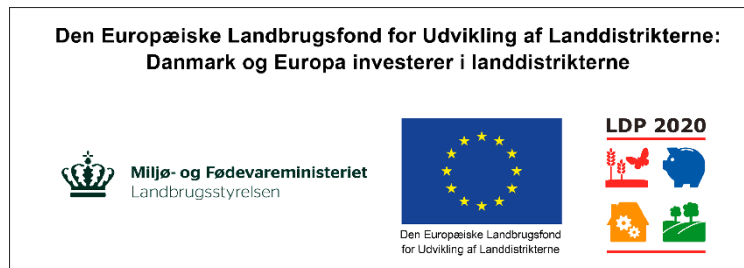 Den Europæiske Landbrugsfond for Udvikling af Landdistrikterne:
Danmark og Europa investerer i landdistrikterne
LDP 2020
Miljø- og Fødevareministeriet
Landbrugsstyrelsen
Den Europæiske Landbrugsfond
for Udvikling af Landdistrikterne